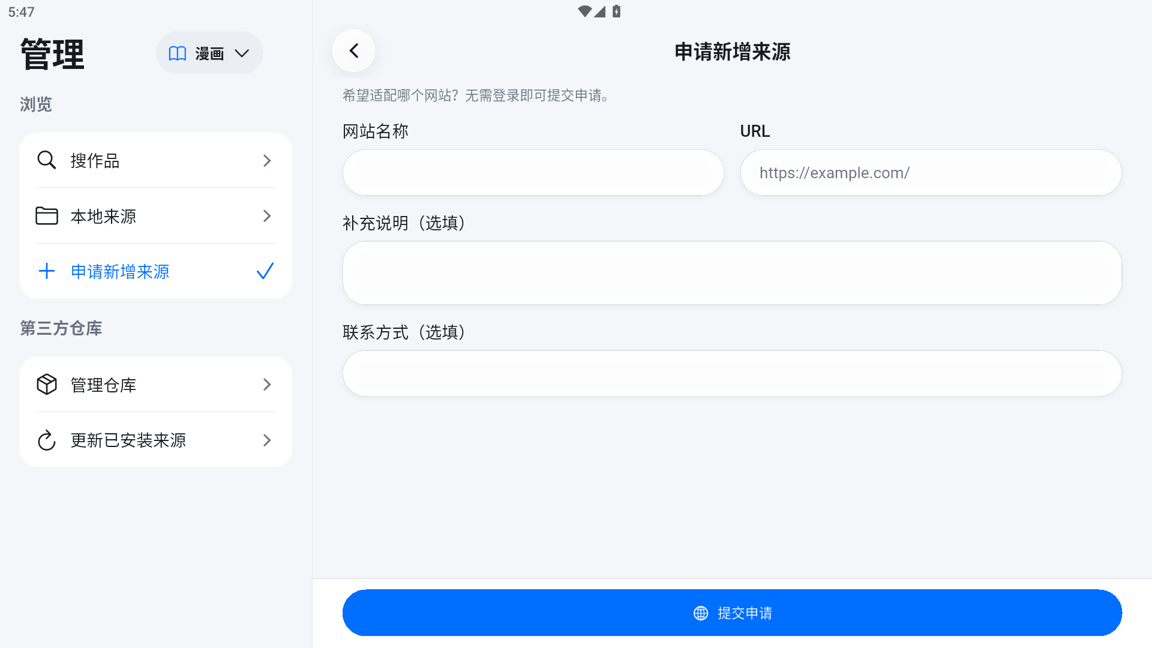 5:47
管理
漫画
浏览
搜作品
本地来源
申请新增来源
第三方仓库
管理仓库
更新已安装来源
申请新增来源
希望适配哪个网站？无需登录即可提交申请。
网站名称
URL
https://example.com/
补充说明（选填）
联系方式（选填）
提交申请